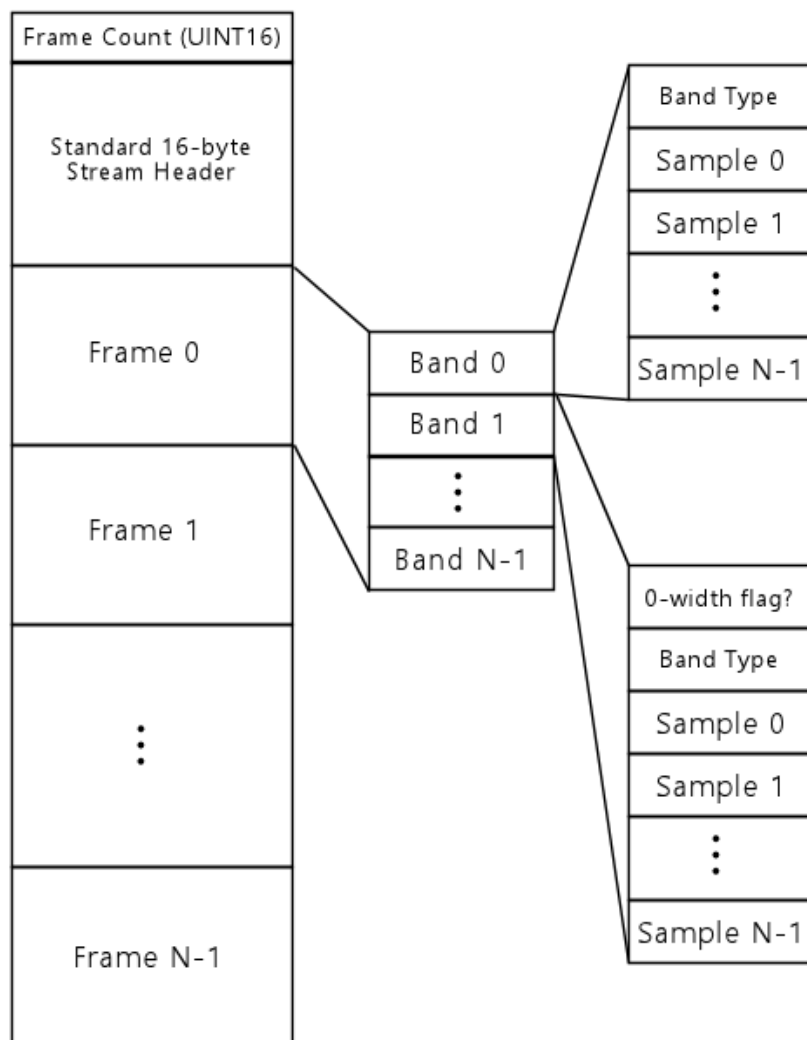 Frame Count (UINT16)
Standard 16-byte
Stream Header
Frame 0
Frame 1
Frame N-1
Band 0
Band 1
Band N-1
Band Type
Sample 0
Sample 1
Sample N-1
0-width flag?
Band Type
Sample 0
Sample 1
Sample N-1